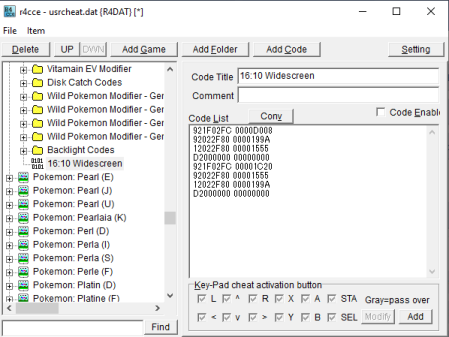 r4cce - usrcheat.dat (R4DAT) [*]
File Item
Delete UP DWN Add Game Add Folder Add Code Setting
Vitamain EV Modifier
Disk Catch Codes
Wild Pokemon Modifier - Ger
Wild Pokemon Modifier - Ger
Wild Pokemon Modifier - Ger
Wild Pokemon Modifier - Ger
Backlight Codes
16:10 Widescreen
Pokemon: Pearl (E)
Pokemon: Pearl (J)
Pokemon: Pearl (U)
Pokemon: Pearlaia (K)
Pokemon: Perl (D)
Pokemon: Perla (I)
Pokemon: Perla (S)
Pokemon: Perle (F)
Pokemon: Platin (D)
Pokemon: Platine (F)
Find
Code Title 16:10 Widescreen
Comment
Code List Conv Code Enable
921F02FC 0000D008
92022F80 0000199A
12022F80 00001555
D2000000 00000000
921F02FC 00001C20
92022F80 00001555
12022F80 0000199A
D2000000 00000000
Key-Pad cheat activation button
L ^ R X A STA Gray=pass over
< v > Y B SEL Modify Add